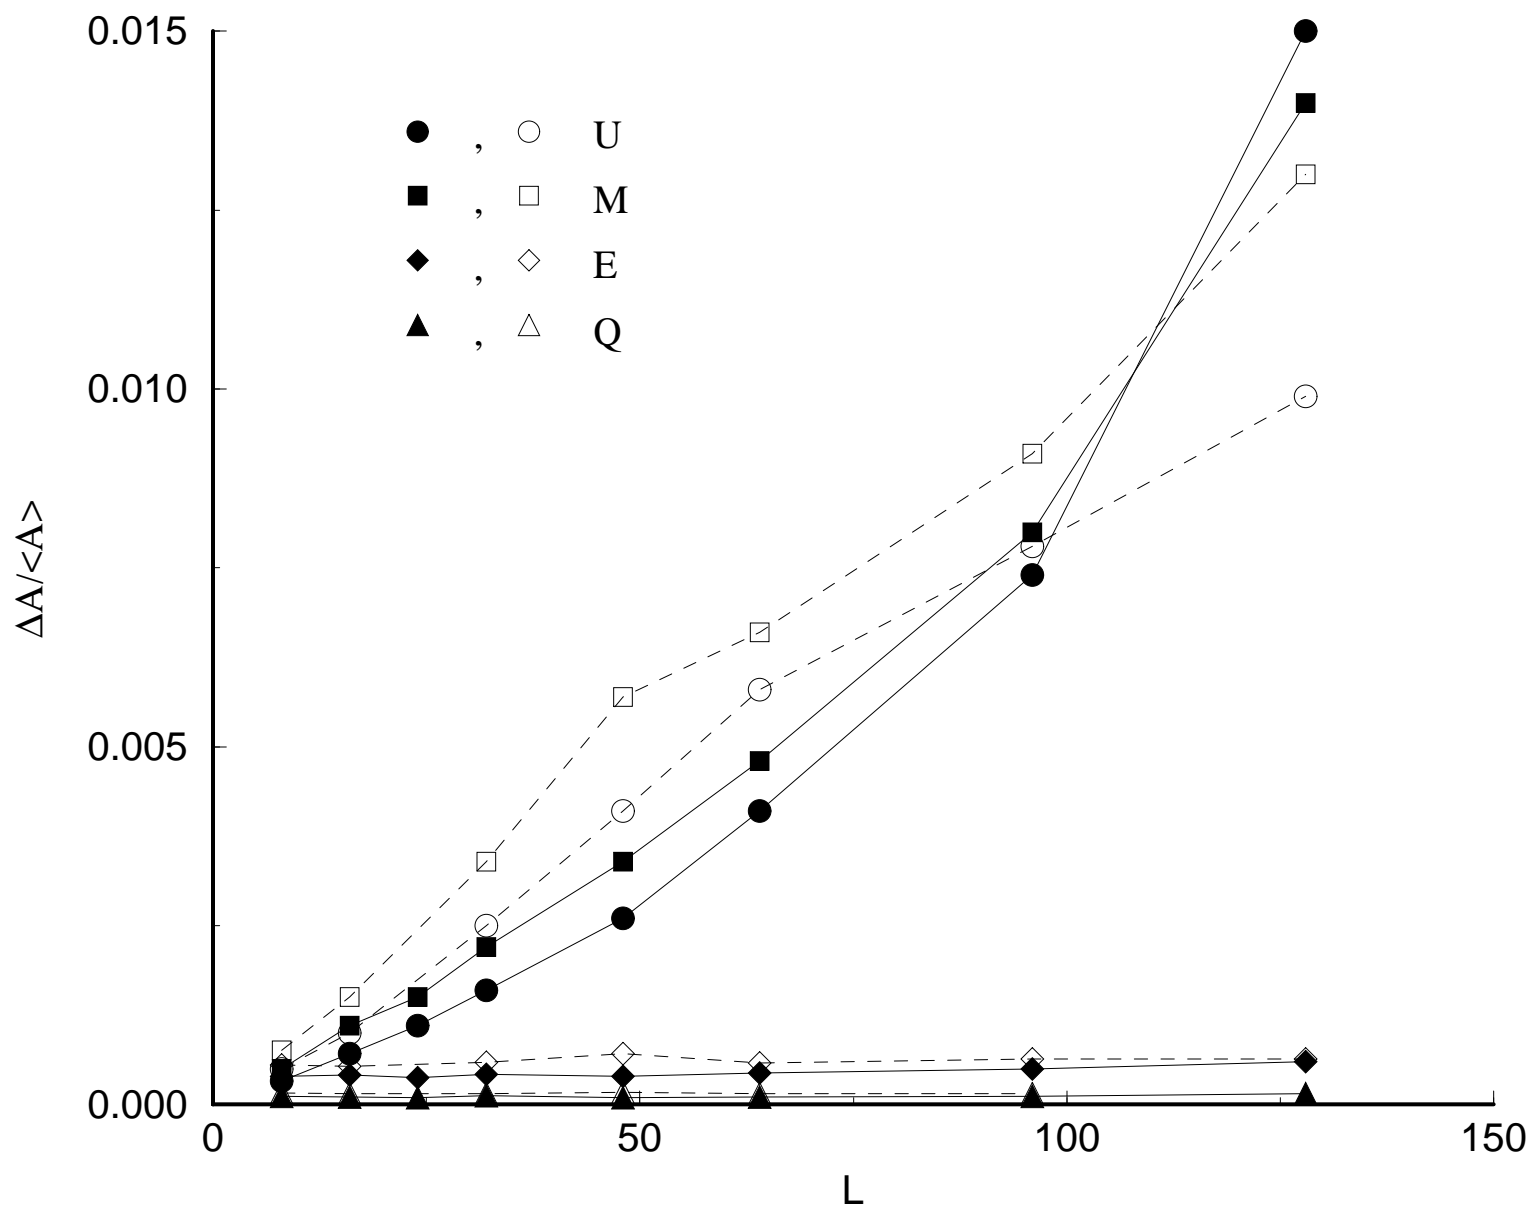 0.015
● , ○ U
■ , □ M
◆ , ◇ E
▲ , △ Q
0.010
ΔA/<A>
0.005
0.000
0 50 100 150
L